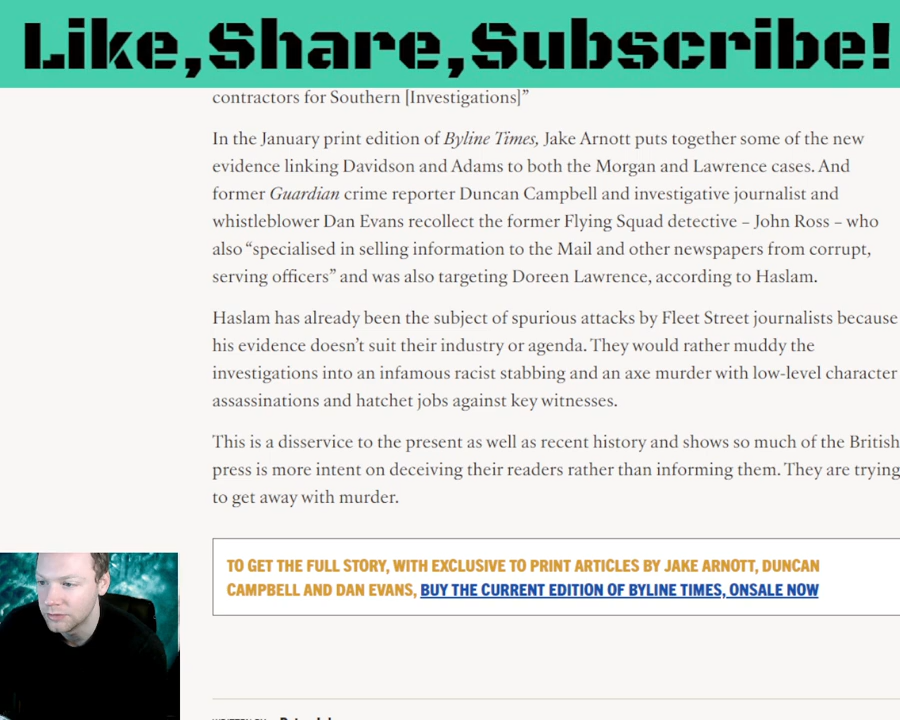 Like,Share,Subscribe!
contractors for Southern [Investigations]”
In the January print edition of Byline Times, Jake Arnott puts together some of the new
evidence linking Davidson and Adams to both the Morgan and Lawrence cases. And
former Guardian crime reporter Duncan Campbell and investigative journalist and
whistleblower Dan Evans recollect the former Flying Squad detective – John Ross – who
also “specialised in selling information to the Mail and other newspapers from corrupt,
serving officers” and was also targeting Doreen Lawrence, according to Haslam.
Haslam has already been the subject of spurious attacks by Fleet Street journalists because
his evidence doesn’t suit their industry or agenda. They would rather muddy the
investigations into an infamous racist stabbing and an axe murder with low-level character
assassinations and hatchet jobs against key witnesses.
This is a disservice to the present as well as recent history and shows so much of the British
press is more intent on deceiving their readers rather than informing them. They are trying
to get away with murder.
TO GET THE FULL STORY, WITH EXCLUSIVE TO PRINT ARTICLES BY JAKE ARNOTT, DUNCAN
CAMPBELL AND DAN EVANS, BUY THE CURRENT EDITION OF BYLINE TIMES, ONSALE NOW